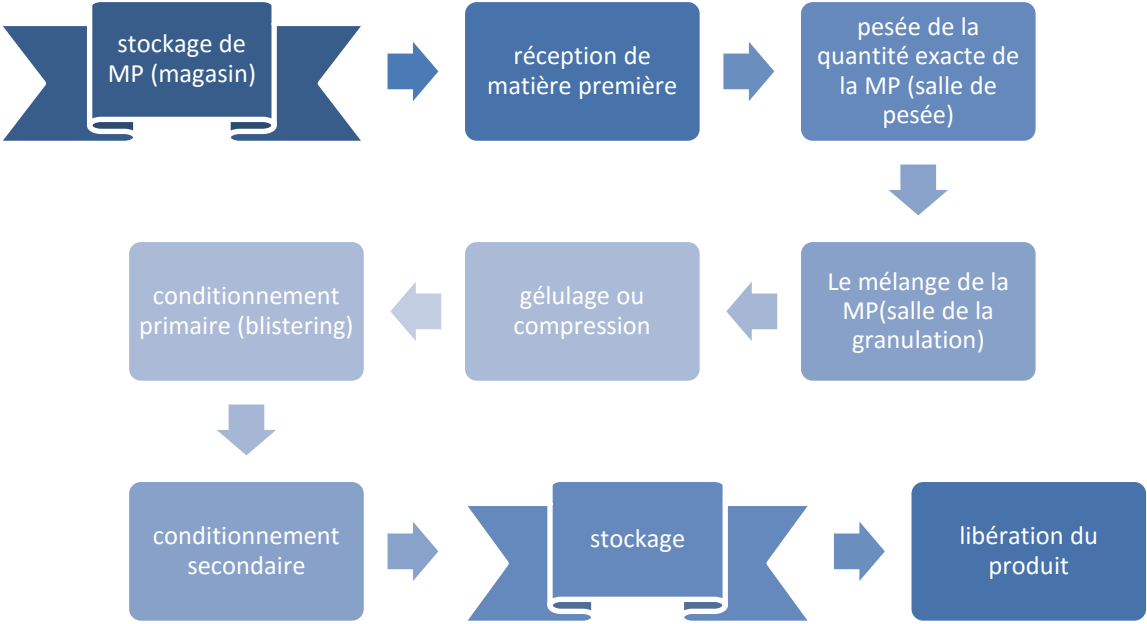 stockage de
MP (magasin)
réception de
matière première
pesée de la
quantité exacte de
la MP (salle de
pesée)
Le mélange de la
MP(salle de la
granulation)
gélulage ou
compression
conditionnement
primaire (blistering)
conditionnement
secondaire
stockage
libération du
produit